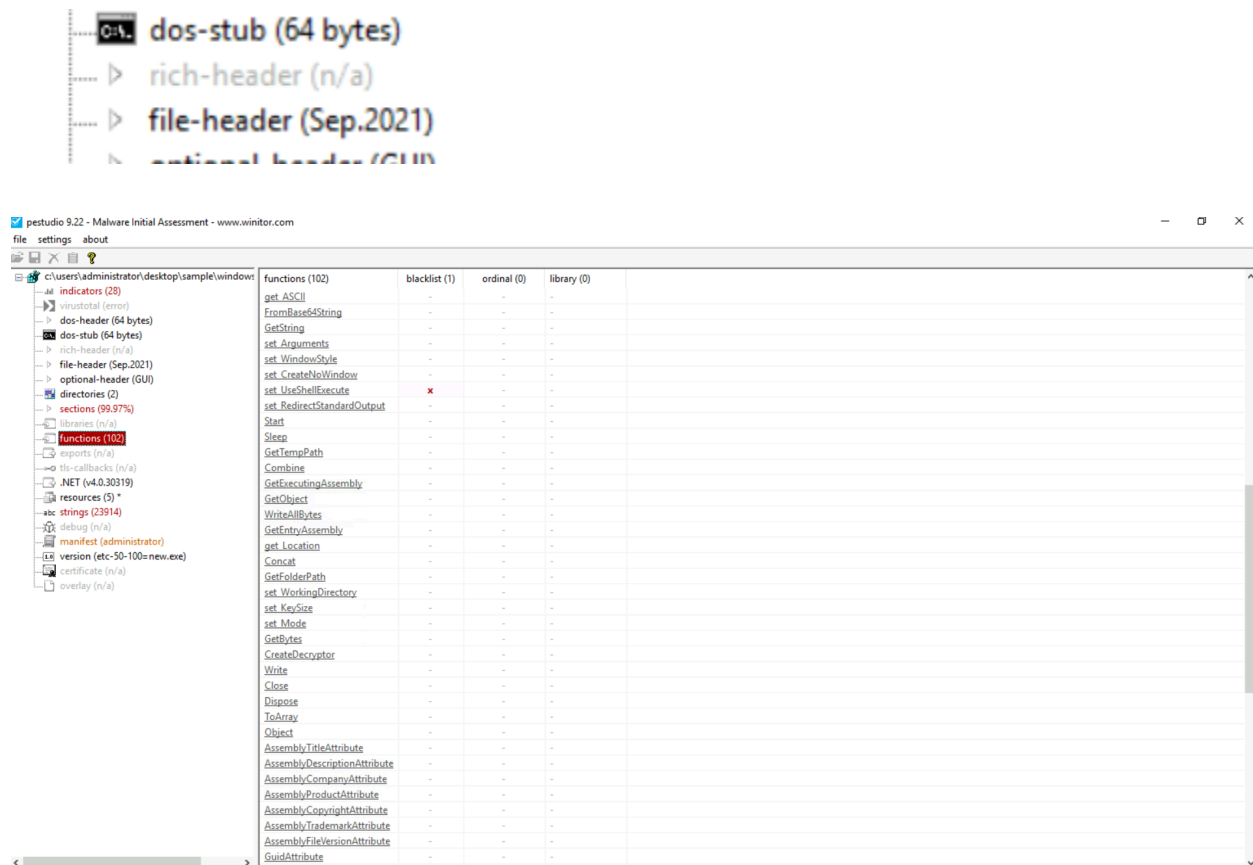 dos-stub (64 bytes)
rich-header (n/a)
file-header (Sep.2021)
optional-header (GUI)
pestudio 9.22 - Malware Initial Assessment - www.winitor.com
file settings about
c:\users\administrator\desktop\sample\windows
indicators (28)
virustotal (error)
dos-header (64 bytes)
dos-stub (64 bytes)
rich-header (n/a)
file-header (Sep.2021)
optional-header (GUI)
directories (2)
sections (99.97%)
libraries (n/a)
functions (102)
exports (n/a)
tls-callbacks (n/a)
.NET (v4.0.30319)
resources (5) *
abc strings (23914)
debug (n/a)
manifest (administrator)
version (etc-50-100=new.exe)
certificate (n/a)
overlay (n/a)
functions (102) blacklist (1) ordinal (0) library (0)
get_ASCII - - -
FromBase64String - - -
GetString - - -
set_Arguments - - -
set_WindowStyle - - -
set_CreateNoWindow - - -
set_UseShellExecute x - -
set_RedirectStandardOutput - - -
Start - - -
Sleep - - -
GetTempPath - - -
Combine - - -
GetExecutingAssembly - - -
GetObject - - -
WriteAllBytes - - -
GetEntryAssembly - - -
get_Location - - -
Concat - - -
GetFolderPath - - -
set_WorkingDirectory - - -
set_KeySize - - -
set_Mode - - -
GetBytes - - -
CreateDecryptor - - -
Write - - -
Close - - -
Dispose - - -
ToArray - - -
Object - - -
AssemblyTitleAttribute - - -
AssemblyDescriptionAttribute - - -
AssemblyCompanyAttribute - - -
AssemblyProductAttribute - - -
AssemblyCopyrightAttribute - - -
AssemblyTrademarkAttribute - - -
AssemblyFileVersionAttribute - - -
GuidAttribute - - -